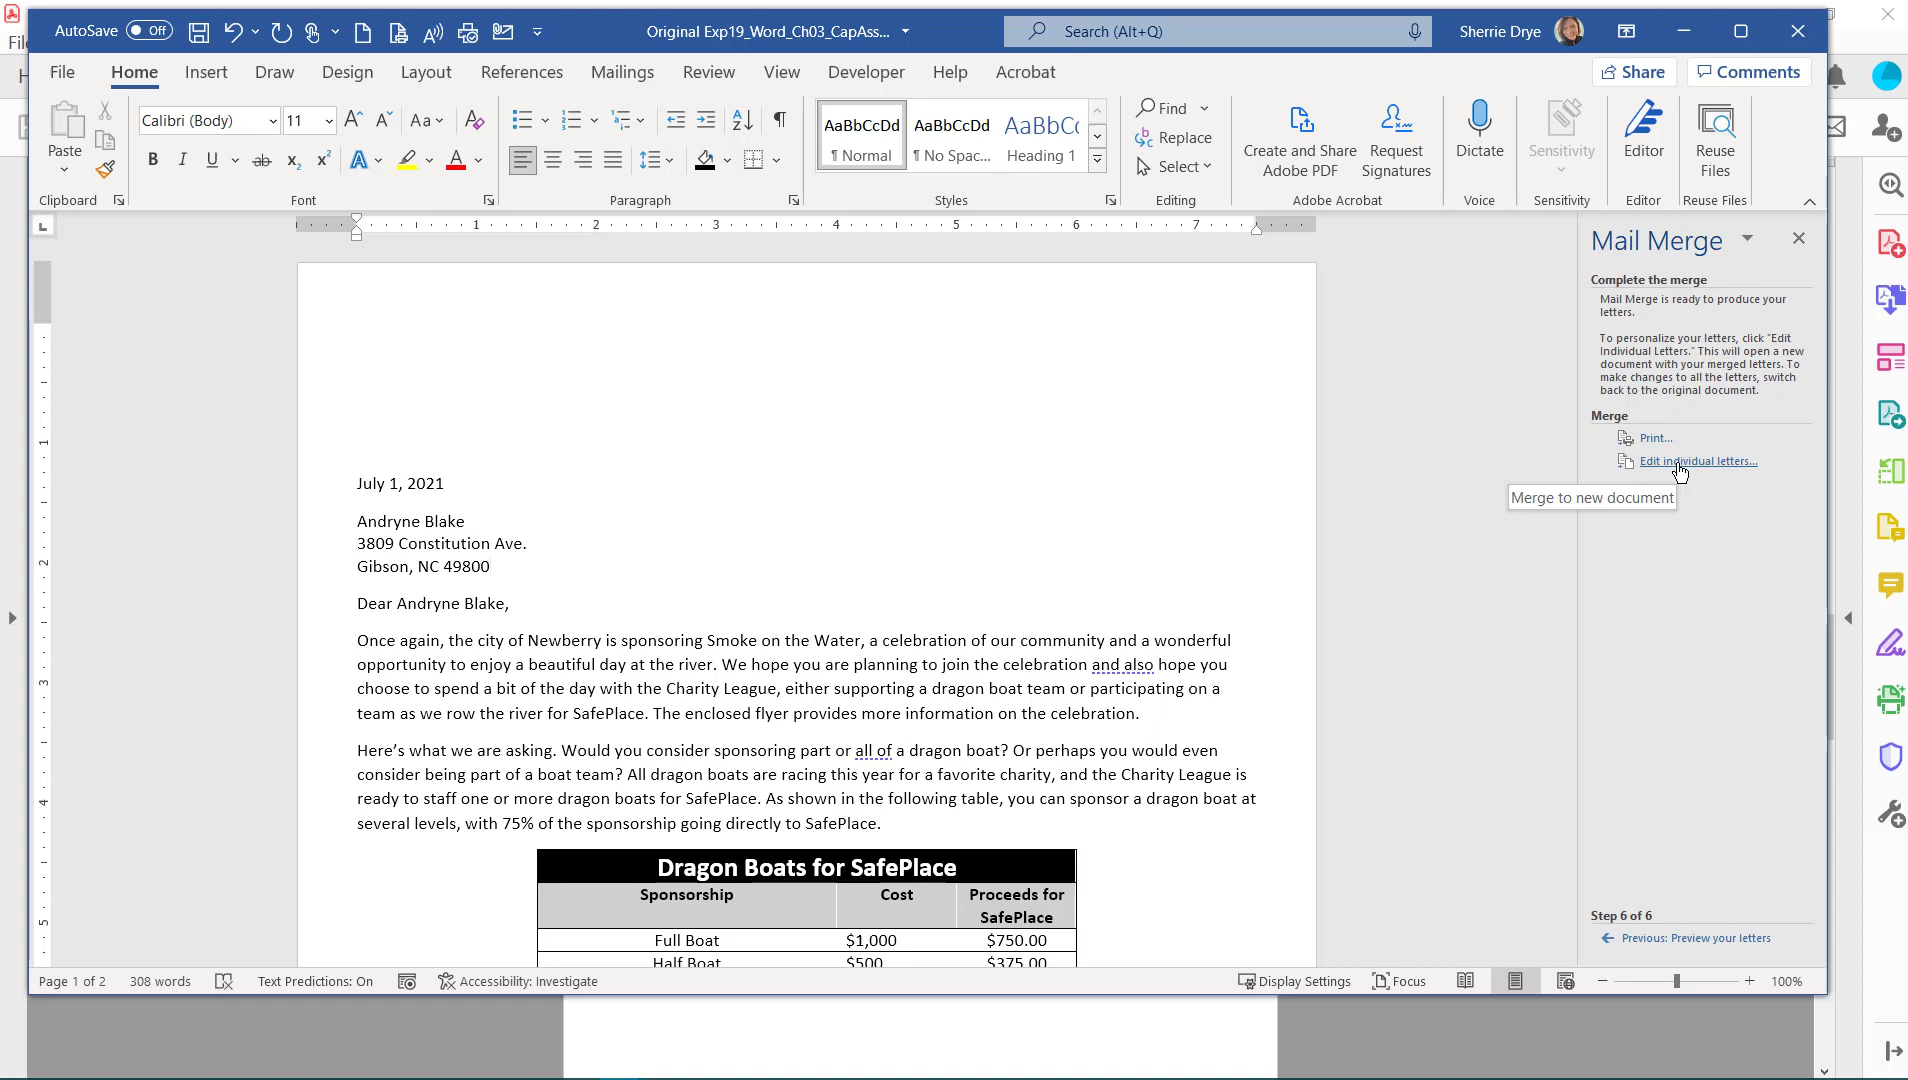 AutoSave Off
Original Exp19_Word_Ch03_CapAss...
Search (Alt+Q)
Sherrie Drye
File Home Insert Draw Design Layout References Mailings Review View Developer Help Acrobat
Share Comments
Paste
Clipboard
Calibri (Body) 11
Font
Paragraph
AaBbCcDd AaBbCcDd AaBbCc
¶ Normal ¶ No Spac... Heading 1
Styles
Find
Replace
Select
Editing
Create and Share
Adobe PDF
Request
Signatures
Adobe Acrobat
Dictate
Voice
Sensitivity
Sensitivity
Editor
Editor
Reuse
Files
Reuse Files
1 2 3 4 5 6 7
Mail Merge
Complete the merge
Mail Merge is ready to produce your
letters.
To personalize your letters, click "Edit
Individual Letters." This will open a new
document with your merged letters. To
make changes to all the letters, switch
back to the original document.
Merge
Print...
Edit individual letters...
Merge to new document
Step 6 of 6
Previous: Preview your letters
1
2
3
4
5
July 1, 2021
Andryne Blake
3809 Constitution Ave.
Gibson, NC 49800
Dear Andryne Blake,
Once again, the city of Newberry is sponsoring Smoke on the Water, a celebration of our community and a wonderful
opportunity to enjoy a beautiful day at the river. We hope you are planning to join the celebration and also hope you
choose to spend a bit of the day with the Charity League, either supporting a dragon boat team or participating on a
team as we row the river for SafePlace. The enclosed flyer provides more information on the celebration.
Here's what we are asking. Would you consider sponsoring part or all of a dragon boat? Or perhaps you would even
consider being part of a boat team? All dragon boats are racing this year for a favorite charity, and the Charity League is
ready to staff one or more dragon boats for SafePlace. As shown in the following table, you can sponsor a dragon boat at
several levels, with 75% of the sponsorship going directly to SafePlace.
Dragon Boats for SafePlace
Sponsorship Cost Proceeds for
SafePlace
Full Boat $1,000 $750.00
Half Boat $500 $375.00
Page 1 of 2 308 words Text Predictions: On Accessibility: Investigate Display Settings Focus 100%